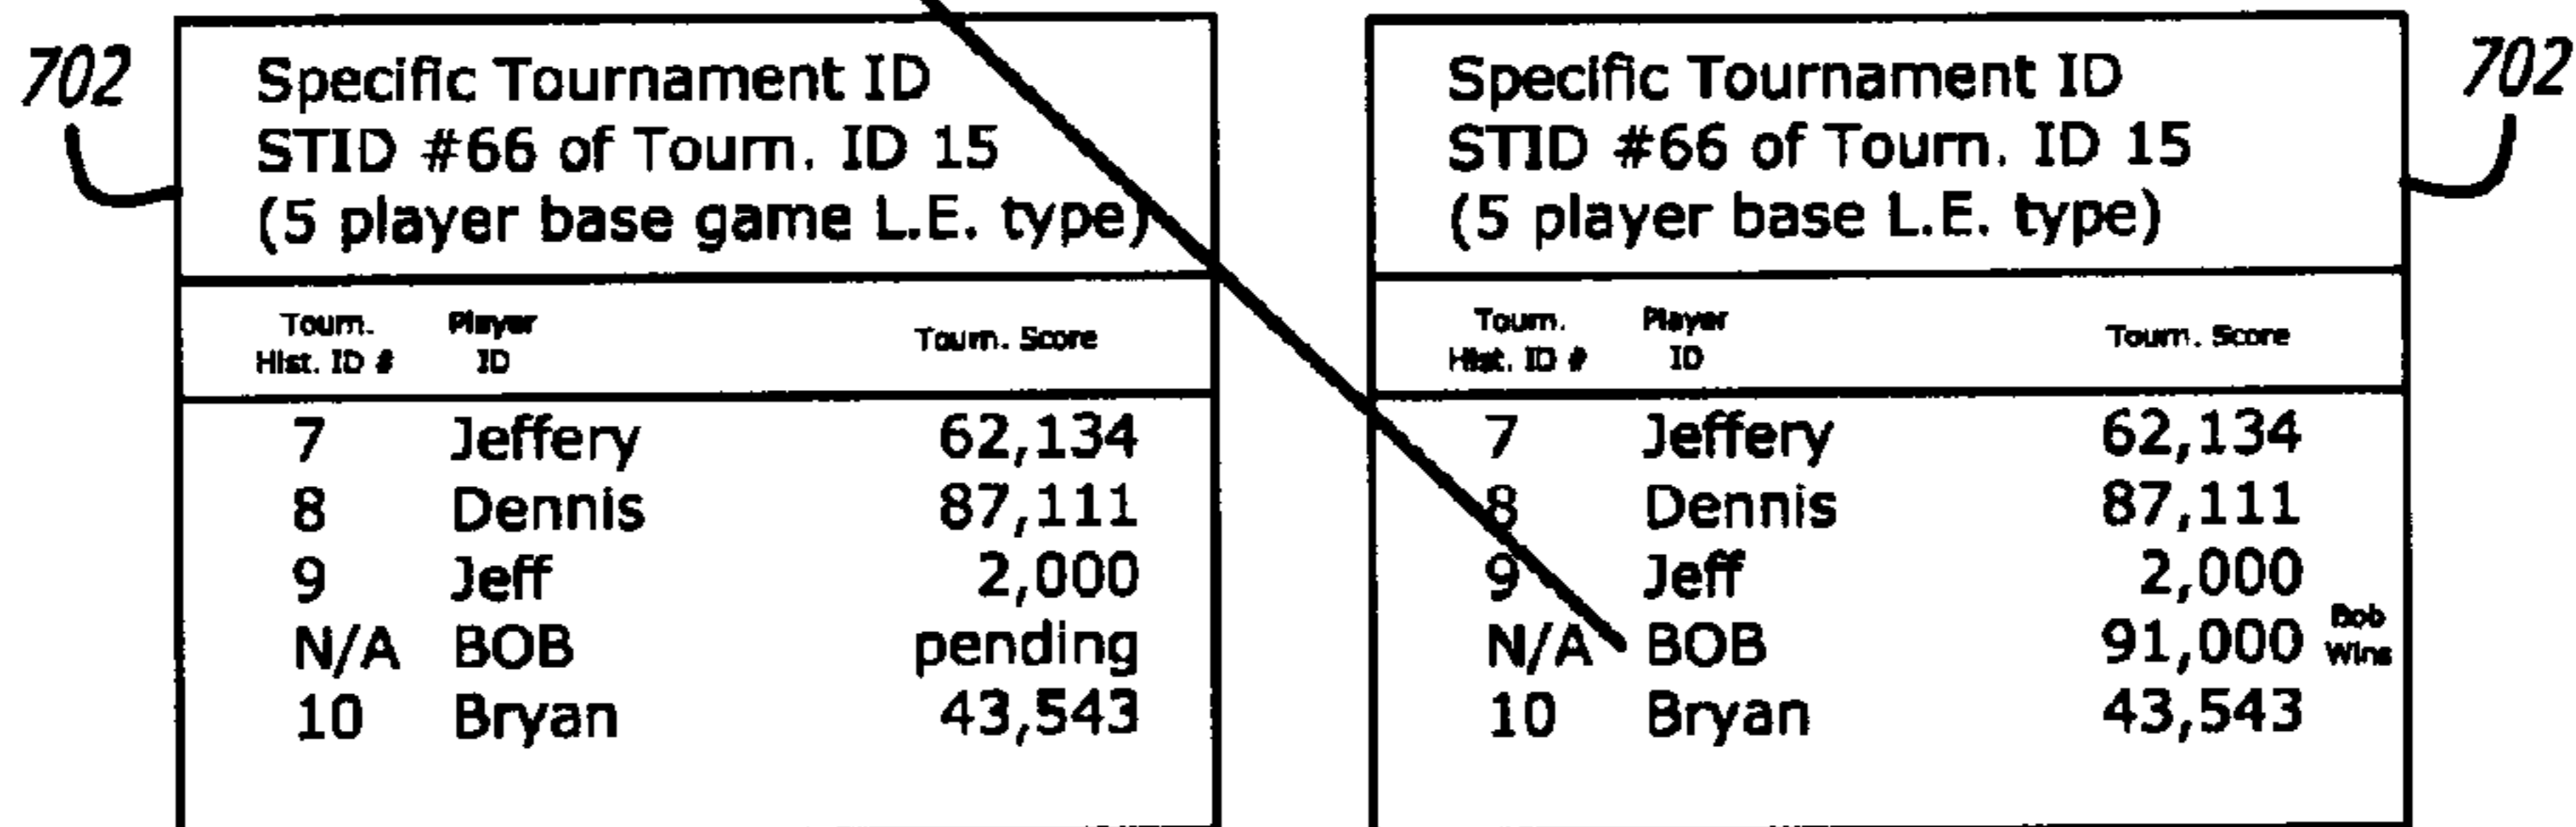 702
Specific Tournament ID
STID #66 of Tourn. ID 15
(5 player base game L.E. type)
Tourn. Hist. ID # Player ID Tourn. Score
7 Jeffery 62,134
8 Dennis 87,111
9 Jeff 2,000
N/A BOB pending
10 Bryan 43,543
702
Specific Tournament ID
STID #66 of Tourn. ID 15
(5 player base L.E. type)
Tourn. Hist. ID # Player ID Tourn. Score
7 Jeffery 62,134
8 Dennis 87,111
9 Jeff 2,000
N/A BOB 91,000 Bob Wins
10 Bryan 43,543